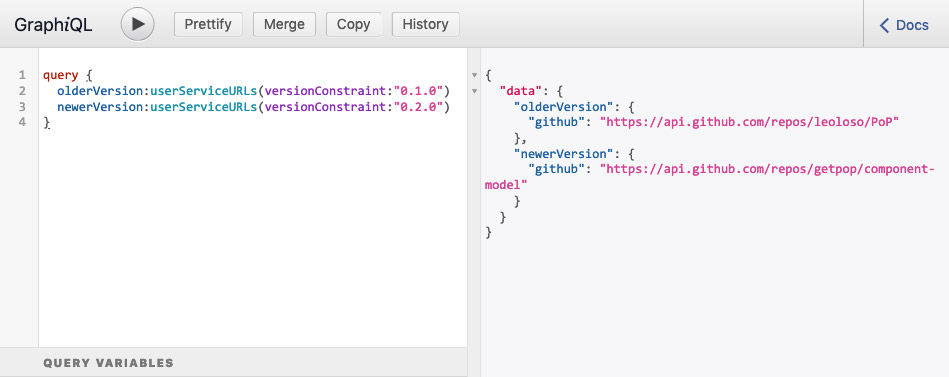 GraphiQL
Prettify
Merge
Copy
History
Docs
1 query {
2 olderVersion:userServiceURLs(versionConstraint:"0.1.0")
3 newerVersion:userServiceURLs(versionConstraint:"0.2.0")
4 }
{
"data": {
"olderVersion": {
"github": "https://api.github.com/repos/leoloso/PoP"
},
"newerVersion": {
"github": "https://api.github.com/repos/getpop/component-
model"
}
}
}
QUERY VARIABLES